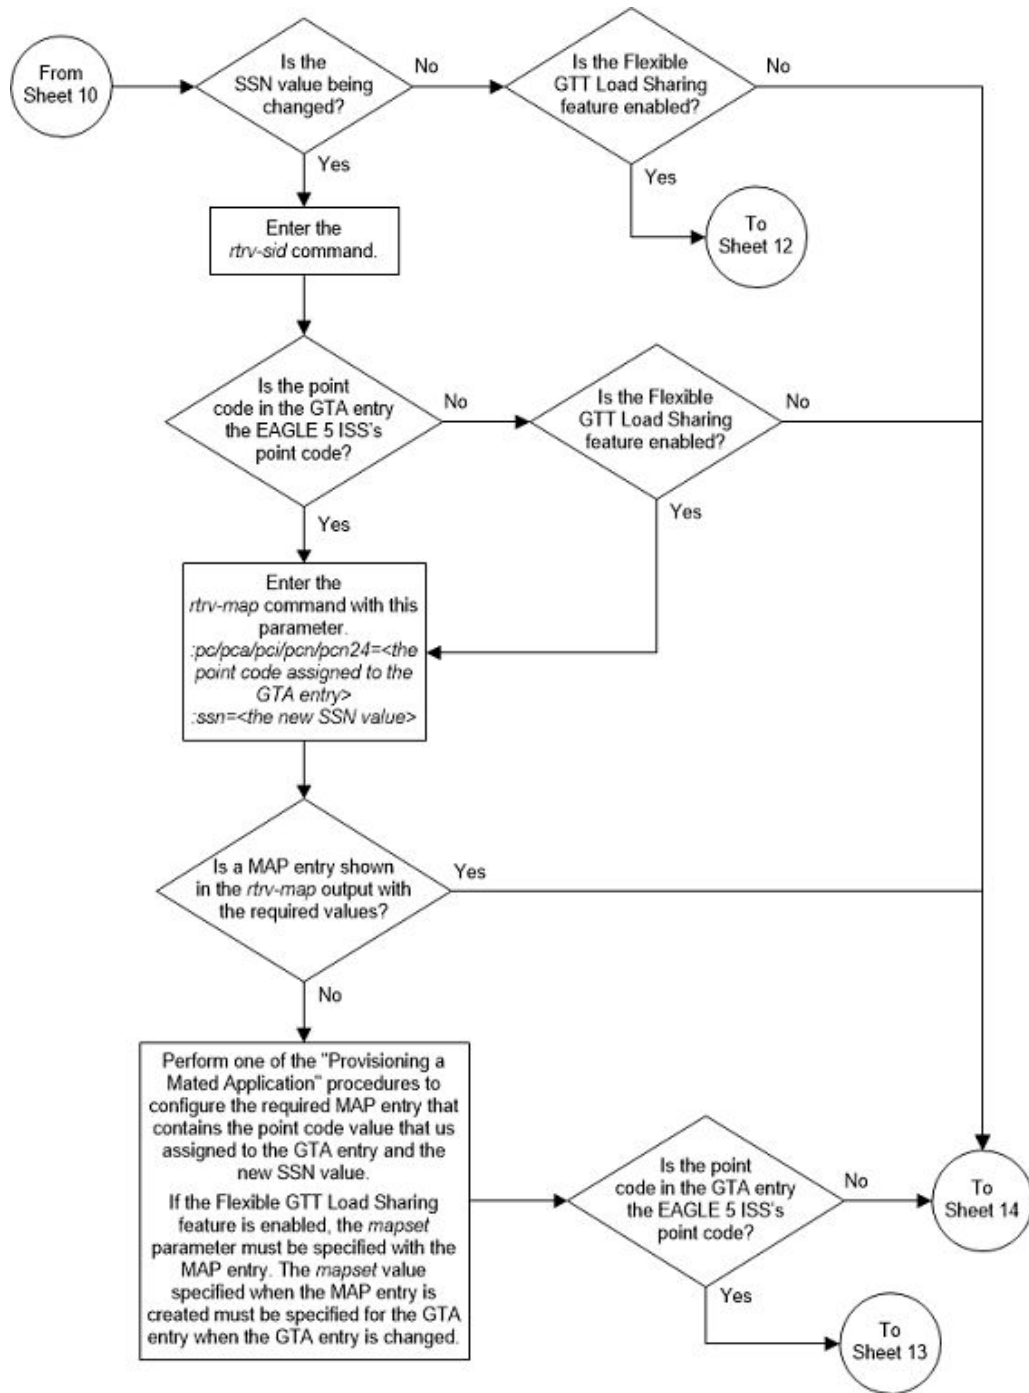 From
Sheet 10
Is the
SSN value being
changed?
No
Is the Flexible
GTT Load Sharing
feature enabled?
No
Yes
Yes
To
Sheet 12
Enter the
rtrv-sid command.
Is the point
code in the GTA entry
the EAGLE 5 ISS's
point code?
No
Is the Flexible
GTT Load Sharing
feature enabled?
No
Yes
Yes
Enter the
rtrv-map command with this
parameter.
:pc/pca/pci/pcn/pcn24=<the
point code assigned to the
GTA entry>
:ssn=<the new SSN value>
Is a MAP entry shown
in the rtrv-map output with
the required values?
Yes
No
Perform one of the "Provisioning a
Mated Application" procedures to
configure the required MAP entry that
contains the point code value that us
assigned to the GTA entry and the
new SSN value.
If the Flexible GTT Load Sharing
feature is enabled, the mapset
parameter must be specified with the
MAP entry. The mapset value
specified when the MAP entry is
created must be specified for the GTA
entry when the GTA entry is changed.
Is the point
code in the GTA entry
the EAGLE 5 ISS's
point code?
No
To
Sheet 14
Yes
To
Sheet 13